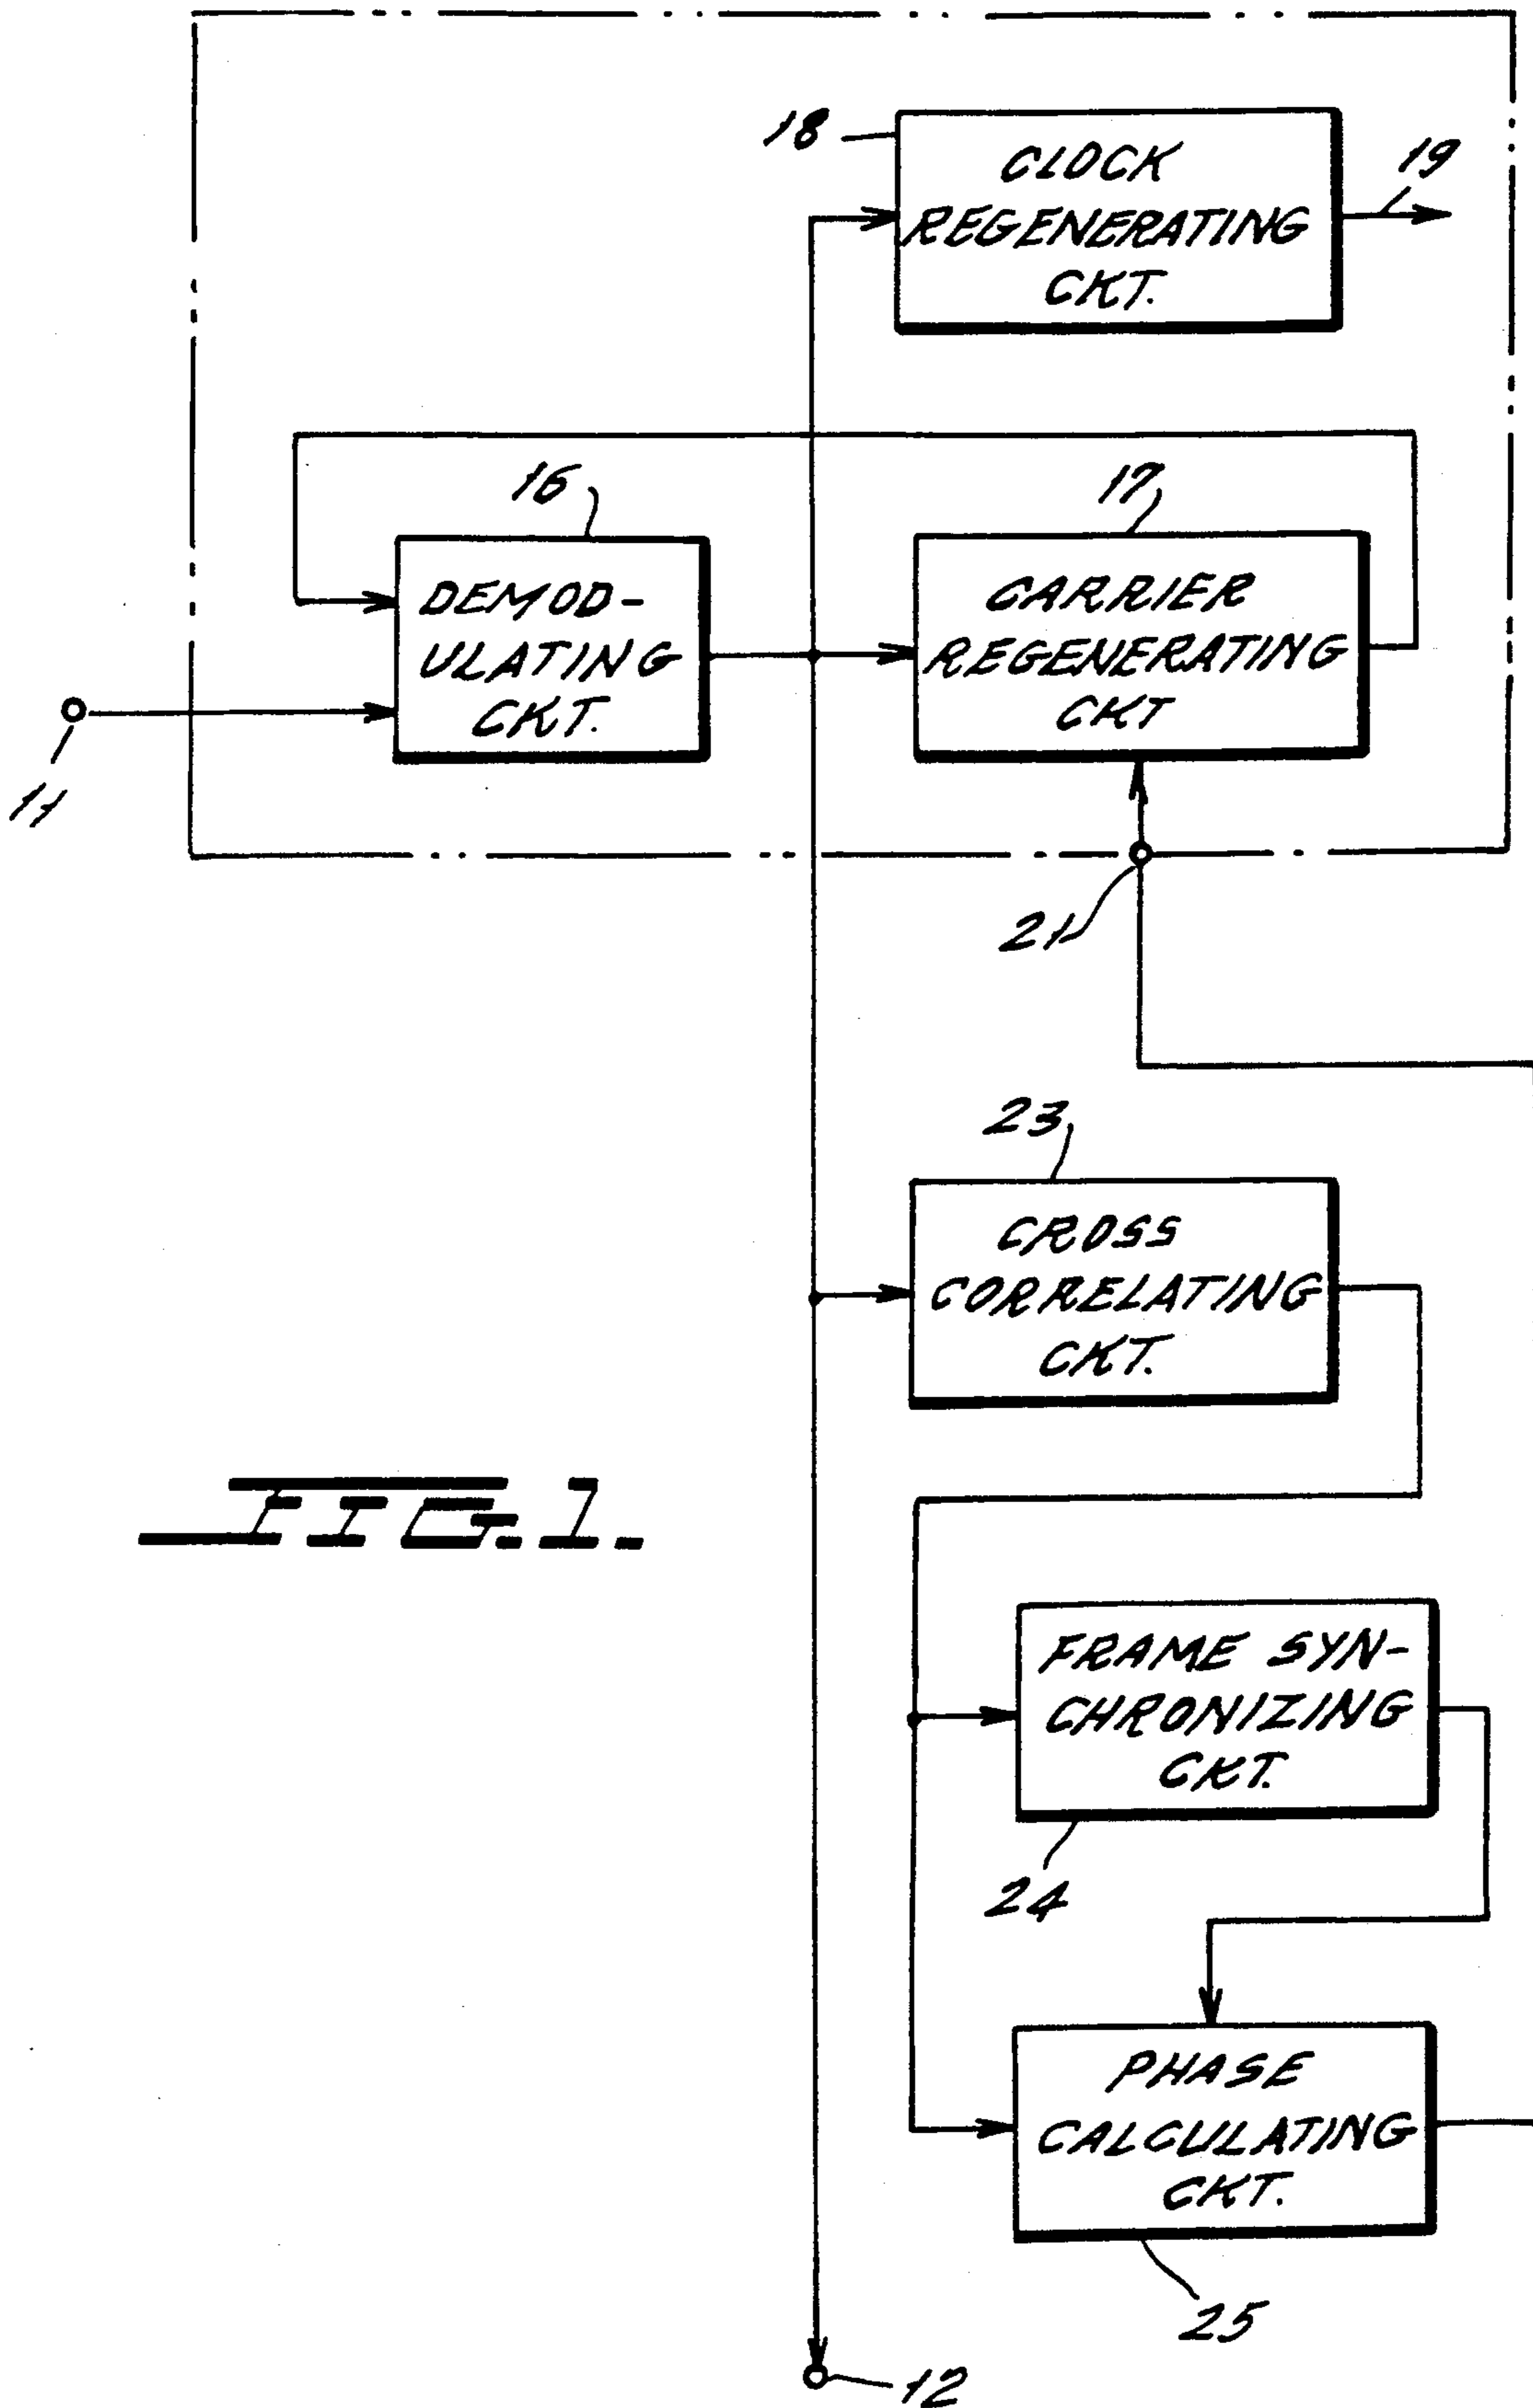 18
CLOCK
REGENERATING
CKT.
19
16
DEMOD-
ULATING
CKT.
17
CARRIER
REGENERATING
CKT
11
21
23
CROSS
CORRELATING
CKT.
FIG.1.
FRAME SYN-
CHRONIZING
CKT.
24
PHASE
CALCULATING
CKT.
25
12